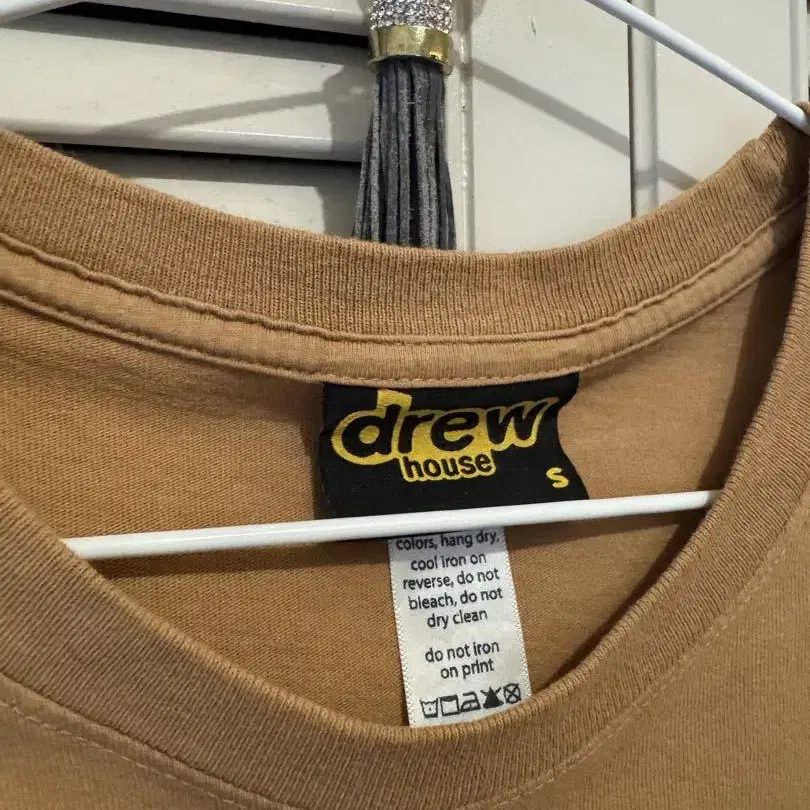 drew
house
S
colors, hang dry,
cool iron on
reverse, do not
bleach, do not
dry clean
do not iron
on print